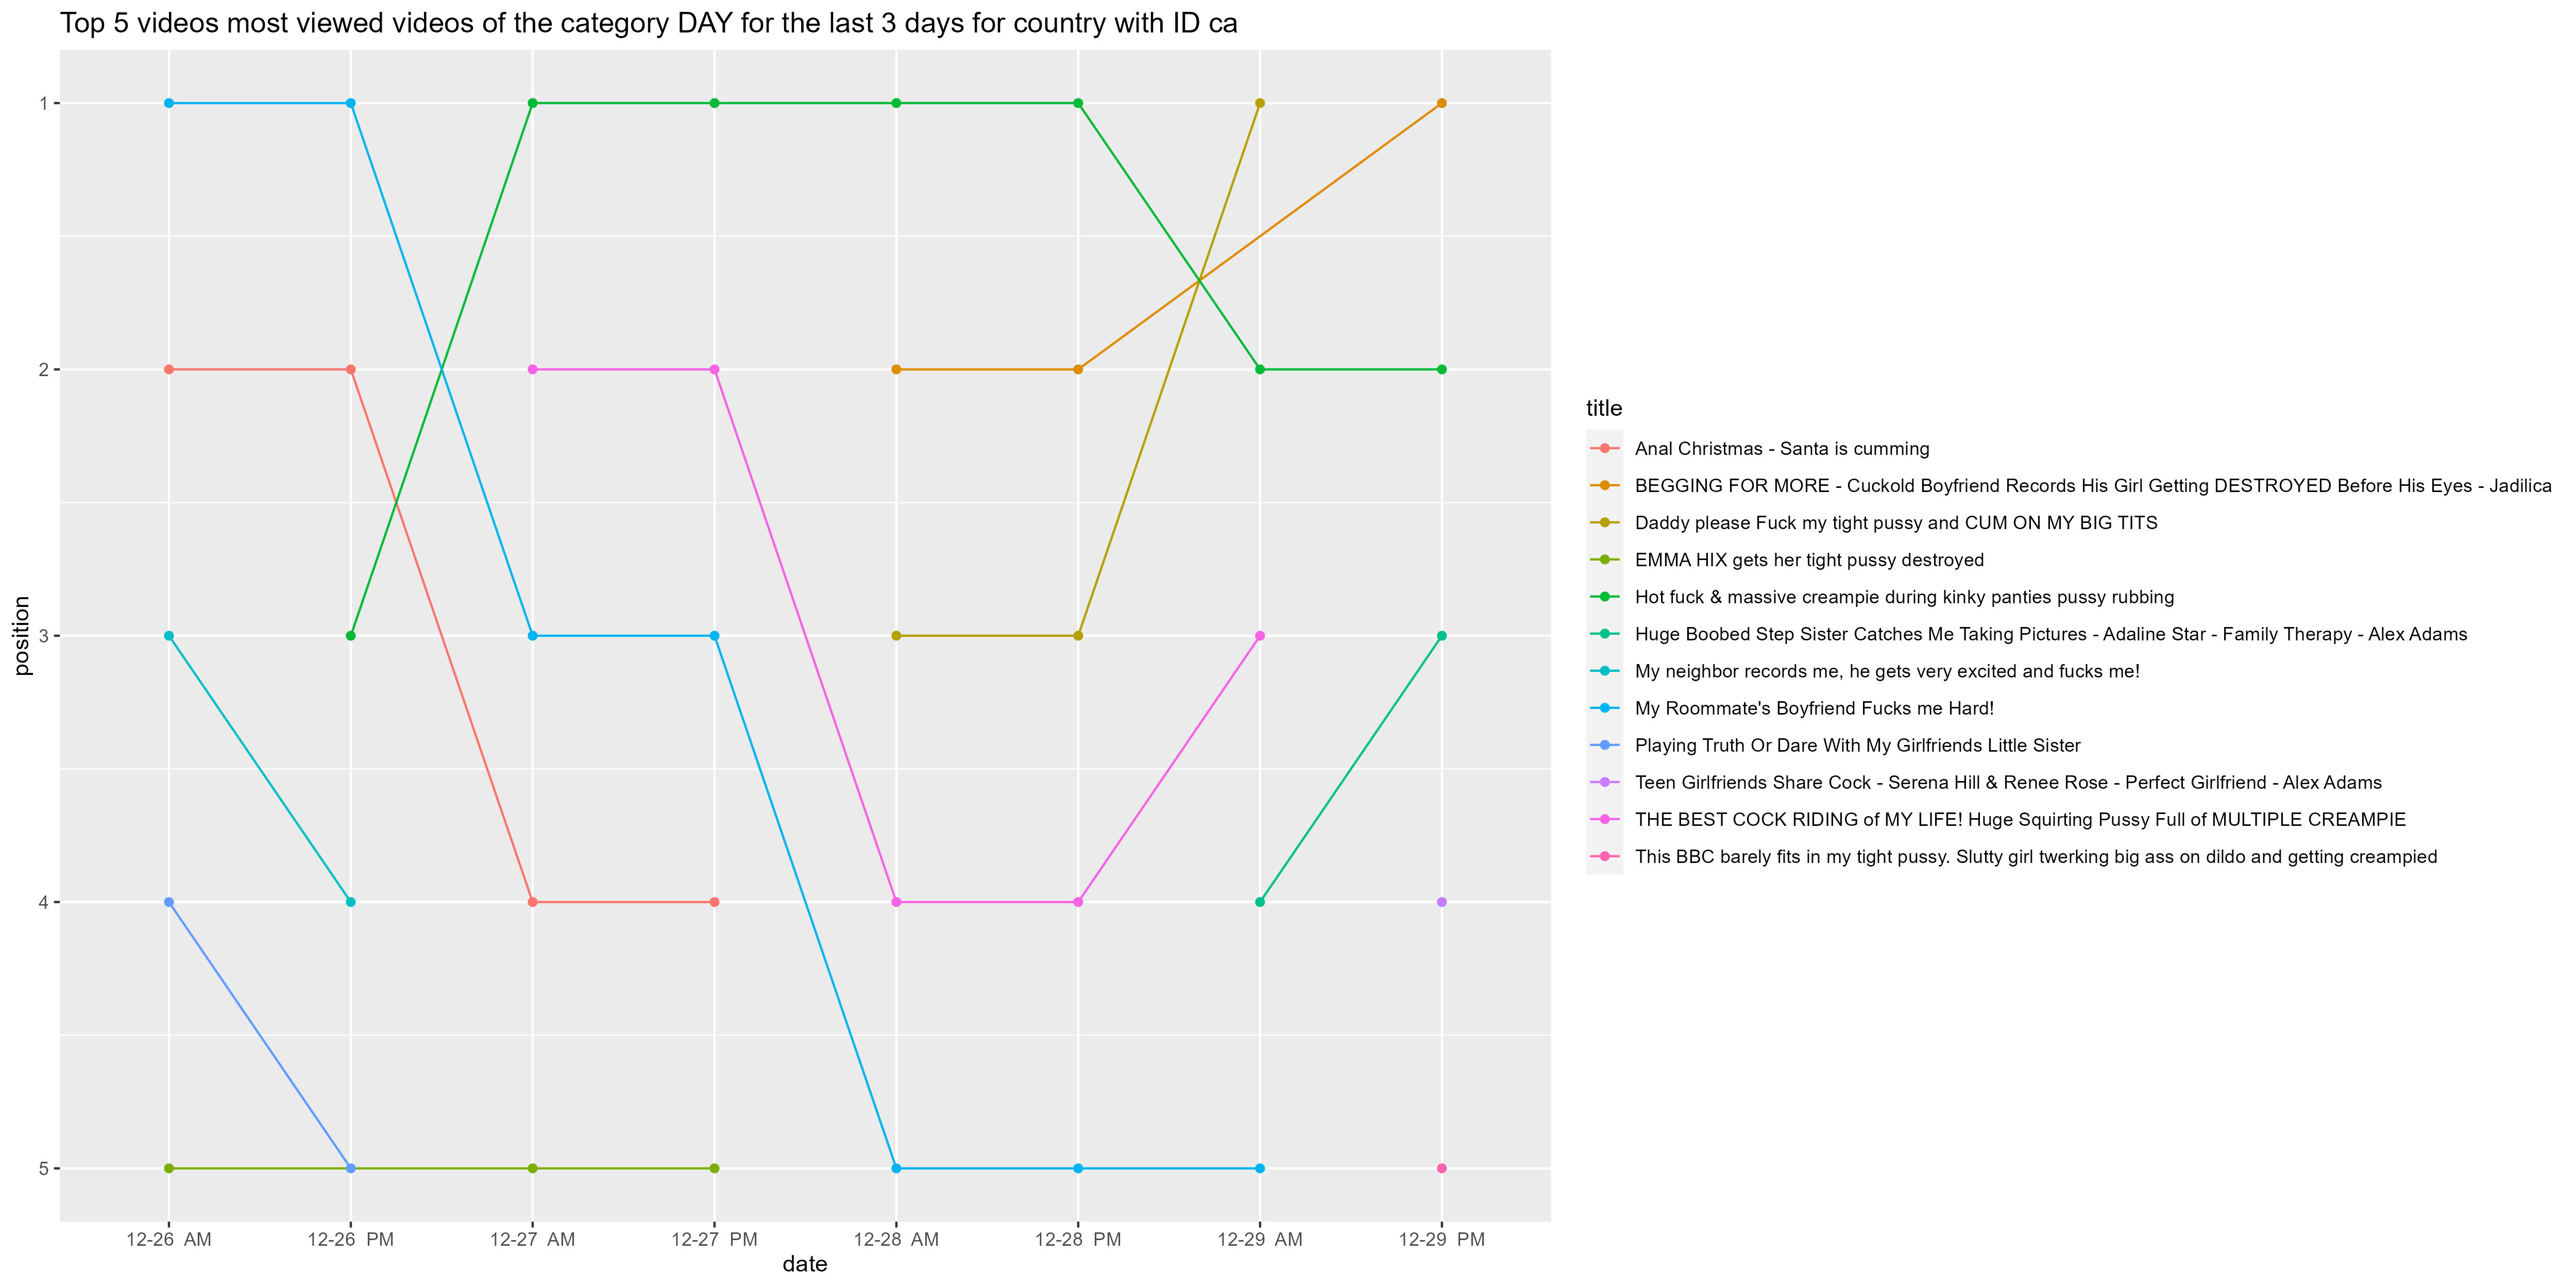 Top 5 videos most viewed videos of the category DAY for the last 3 days for country with ID ca
position
1
2
3
4
5
12-26 AM
12-26 PM
12-27 AM
12-27 PM
12-28 AM
12-28 PM
12-29 AM
12-29 PM
date
title
Anal Christmas - Santa is cumming
BEGGING FOR MORE - Cuckold Boyfriend Records His Girl Getting DESTROYED Before His Eyes - Jadilica
Daddy please Fuck my tight pussy and CUM ON MY BIG TITS
EMMA HIX gets her tight pussy destroyed
Hot fuck & massive creampie during kinky panties pussy rubbing
Huge Boobed Step Sister Catches Me Taking Pictures - Adaline Star - Family Therapy - Alex Adams
My neighbor records me, he gets very excited and fucks me!
My Roommate's Boyfriend Fucks me Hard!
Playing Truth Or Dare With My Girlfriends Little Sister
Teen Girlfriends Share Cock - Serena Hill & Renee Rose - Perfect Girlfriend - Alex Adams
THE BEST COCK RIDING of MY LIFE! Huge Squirting Pussy Full of MULTIPLE CREAMPIE
This BBC barely fits in my tight pussy. Slutty girl twerking big ass on dildo and getting creampied